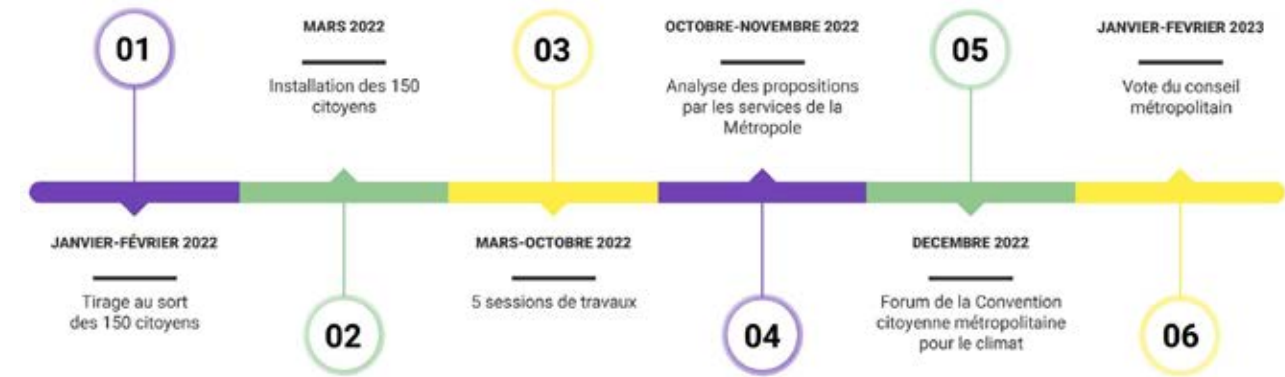 01
JANVIER-FÉVRIER 2022
Tirage au sort
des 150 citoyens
MARS 2022
Installation des 150
citoyens
02
03
MARS-OCTOBRE 2022
5 sessions de travaux
OCTOBRE-NOVEMBRE 2022
Analyse des propositions
par les services de la
Métropole
04
05
DECEMBRE 2022
Forum de la Convention
citoyenne métropolitaine
pour le climat
JANVIER-FEVRIER 2023
Vote du conseil
métropolitain
06